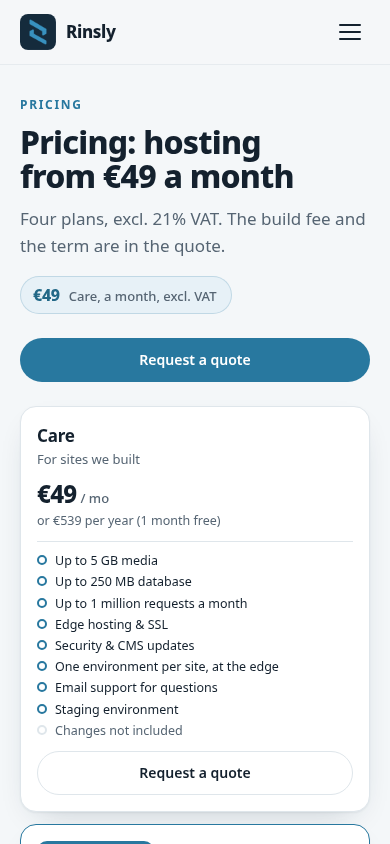 Rinsly
PRICING
Pricing: hosting
from €49 a month
Four plans, excl. 21% VAT. The build fee and
the term are in the quote.
€49 Care, a month, excl. VAT
Request a quote
Care
For sites we built
€49 / mo
or €539 per year (1 month free)
Up to 5 GB media
Up to 250 MB database
Up to 1 million requests a month
Edge hosting & SSL
Security & CMS updates
One environment per site, at the edge
Email support for questions
Staging environment
Changes not included
Request a quote